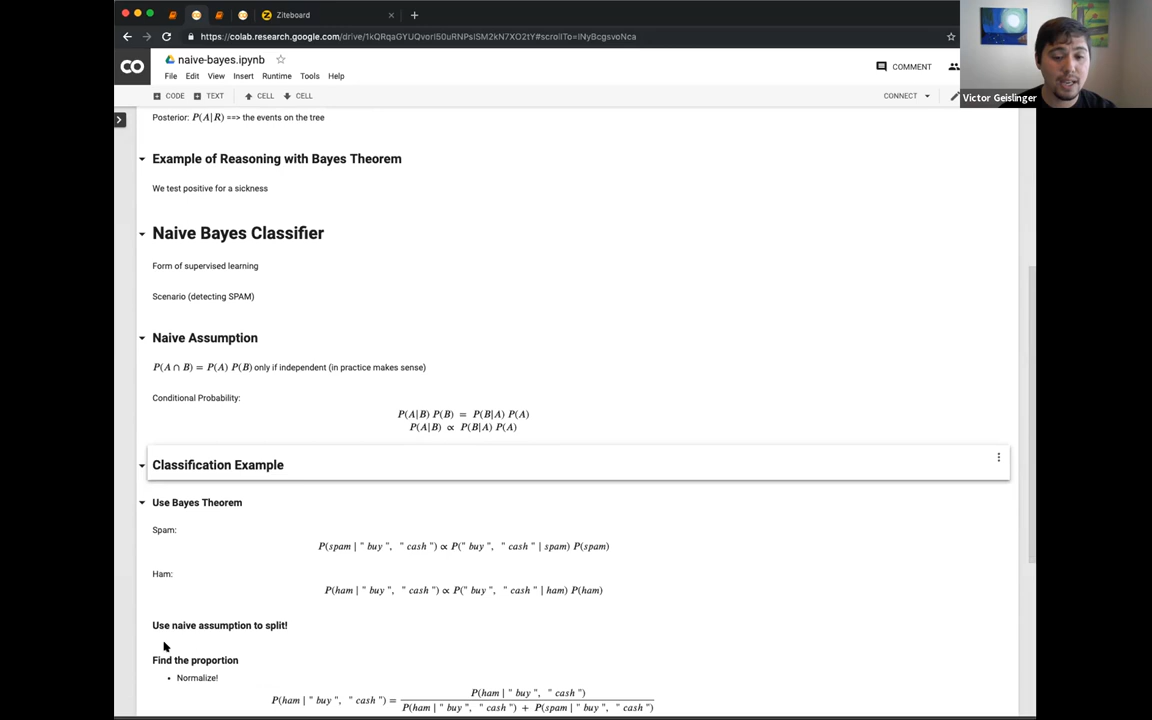 Ziteboard
https://colab.research.google.com/drive/1kQRqaGYUQvorI50uRNPsISM2kN7XO2tY#scrollTo=lNyBcgsvoNca
CO
naive-bayes.ipynb
COMMENT
File Edit View Insert Runtime Tools Help
CODE TEXT CELL CELL
CONNECT
Victor Geislinger
Posterior: P(A|R) ==> the events on the tree
Example of Reasoning with Bayes Theorem
We test positive for a sickness
Naive Bayes Classifier
Form of supervised learning
Scenario (detecting SPAM)
Naive Assumption
P(A ∩ B) = P(A) P(B) only if independent (in practice makes sense)
Conditional Probability:
P(A|B) P(B) = P(B|A) P(A)
P(A|B) ∝ P(B|A) P(A)
Classification Example
Use Bayes Theorem
Spam:
P(spam | " buy ", " cash ") ∝ P(" buy ", " cash " | spam) P(spam)
Ham:
P(ham | " buy ", " cash ") ∝ P(" buy ", " cash " | ham) P(ham)
Use naive assumption to split!
Find the proportion
• Normalize!
P(ham | " buy ", " cash ")
P(ham | " buy ", " cash ") =
P(ham | " buy ", " cash ") + P(spam | " buy ", " cash ")